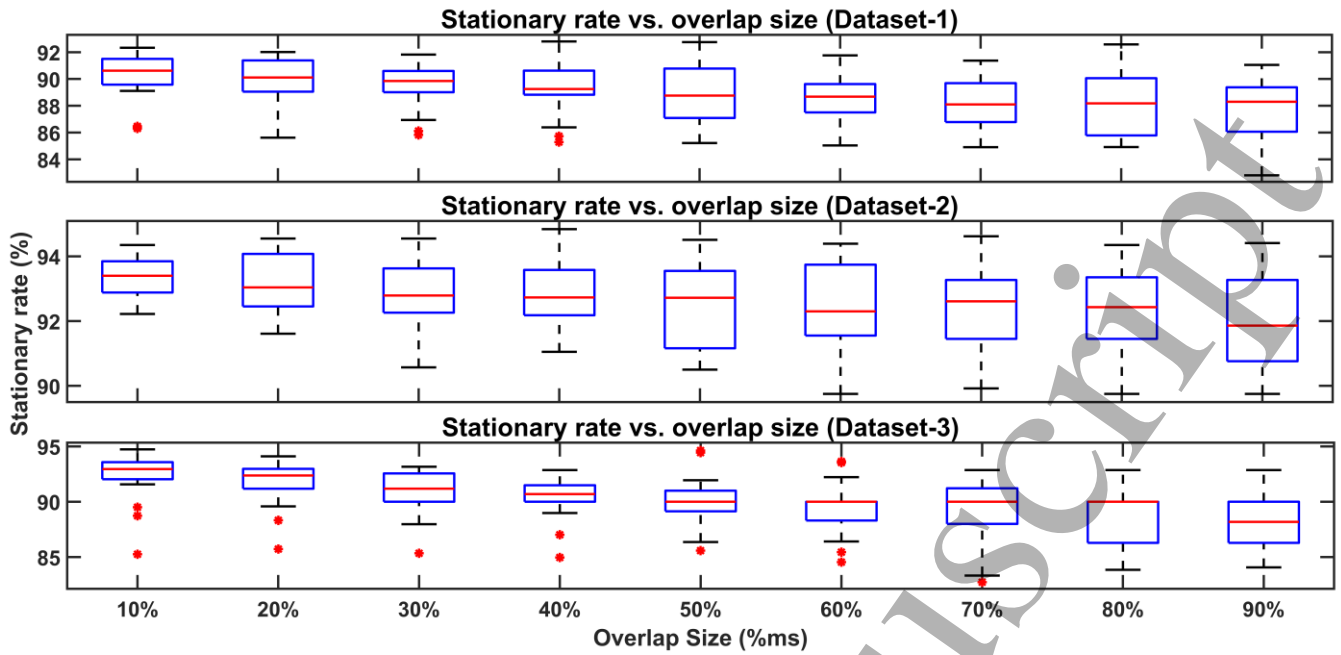 Stationary rate vs. overlap size (Dataset-1)
92
90
88
86
84
Stationary rate vs. overlap size (Dataset-2)
94
92
90
Stationary rate (%)
Stationary rate vs. overlap size (Dataset-3)
95
90
85
10% 20% 30% 40% 50% 60% 70% 80% 90%
Overlap Size (%ms)
uscript